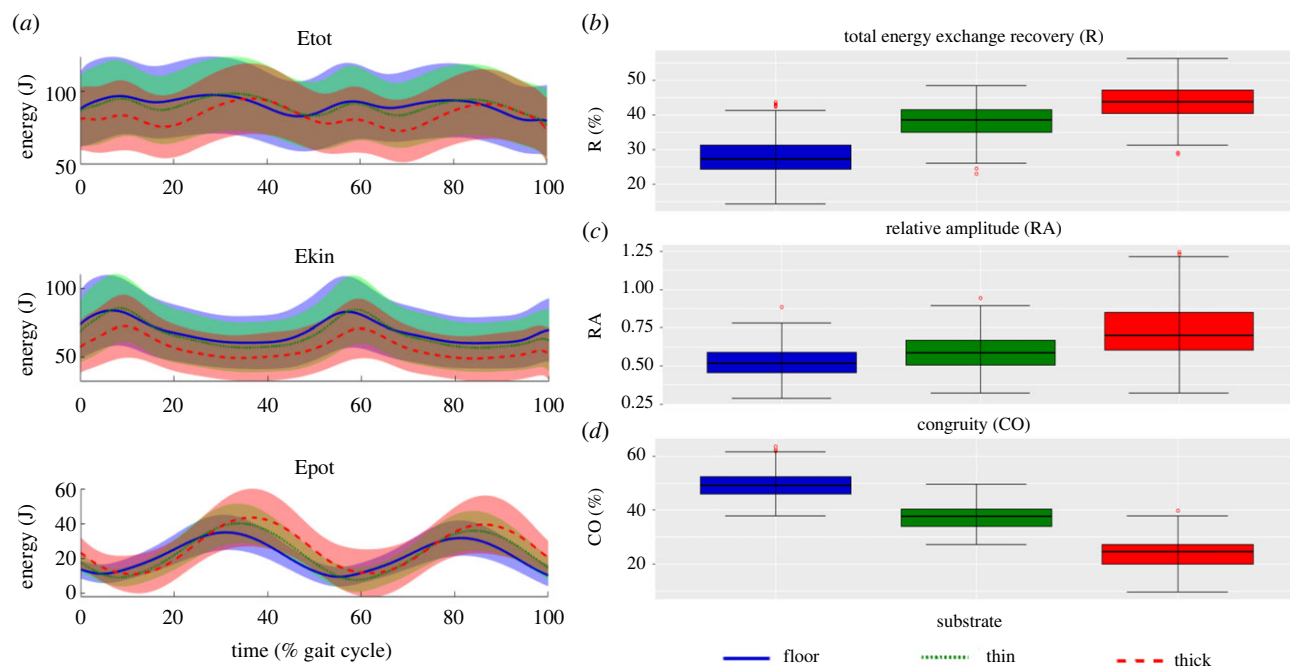 (a)
Etot
energy (J)
100
50
0 20 40 60 80 100
Ekin
energy (J)
100
50
0 20 40 60 80 100
Epot
energy (J)
60
40
20
0
0 20 40 60 80 100
time (% gait cycle)
(b)
total energy exchange recovery (R)
R (%)
50
40
30
20
(c)
relative amplitude (RA)
RA
1.25
1.00
0.75
0.50
0.25
(d)
congruity (CO)
CO (%)
60
40
20
substrate
floor thin thick